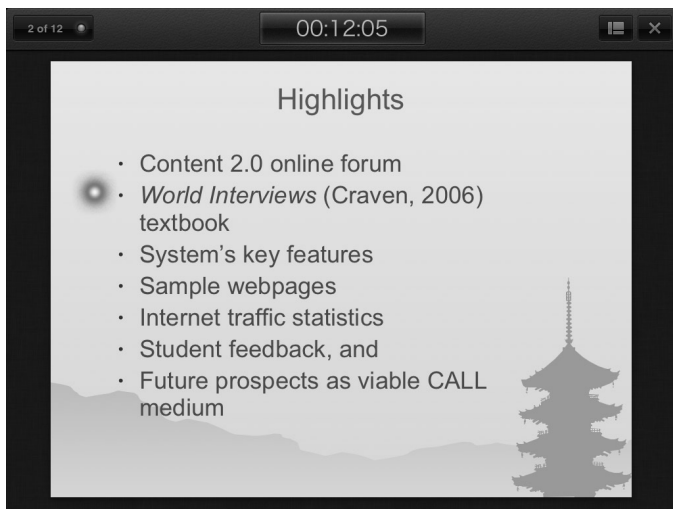 2 of 12
00:12:05
Highlights
· Content 2.0 online forum
· World Interviews (Craven, 2006)
textbook
· System's key features
· Sample webpages
· Internet traffic statistics
· Student feedback, and
· Future prospects as viable CALL
medium